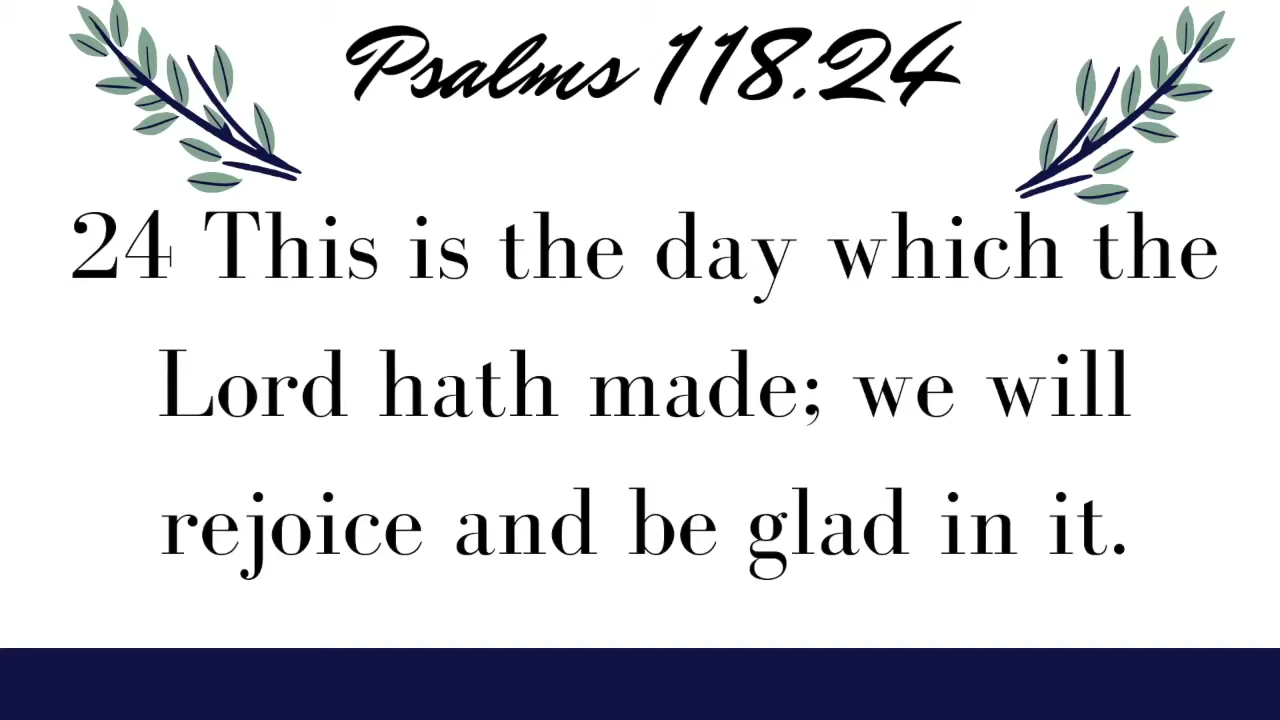 Psalms 118.24
24 This is the day which the
Lord hath made; we will
rejoice and be glad in it.